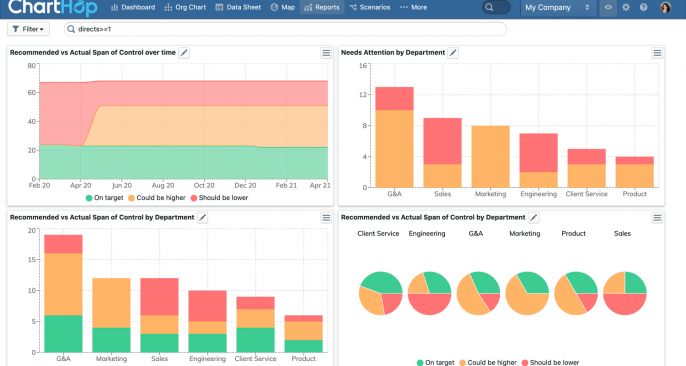 ChartHop Dashboard Org Chart Data Sheet Map Reports Scenarios More My Company
Filter directs>=1
Recommended vs Actual Span of Control over time
80
60
40
20
0
Feb 20 Apr 20 Jun 20 Aug 20 Oct 20 Dec 20 Feb 21 Apr 21
On target Could be higher Should be lower
Needs Attention by Department
16
12
8
4
0
G&A Sales Marketing Engineering Client Service Product
Recommended vs Actual Span of Control by Department
20
15
10
5
0
G&A Marketing Sales Engineering Client Service Product
Recommended vs Actual Span of Control by Department
Client Service Engineering G&A Marketing Product Sales
On target Could be higher Should be lower